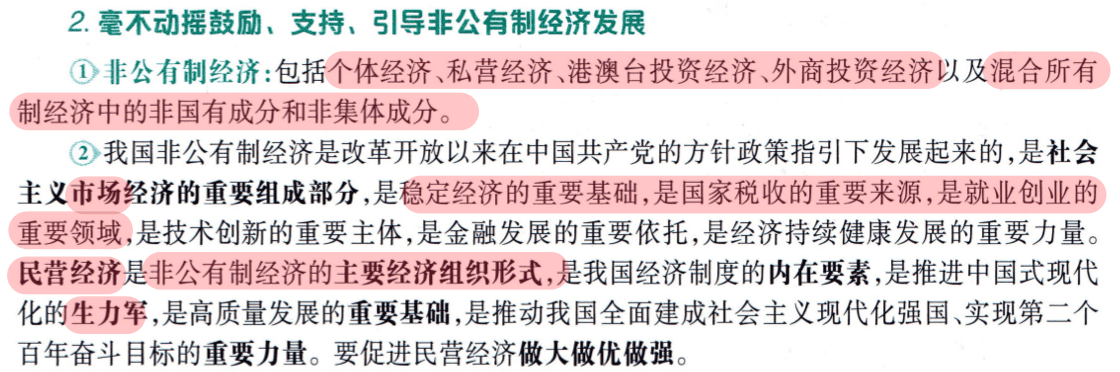 2. 毫不动摇鼓励、支持、引导非公有制经济发展
①非公有制经济:包括个体经济、私营经济、港澳台投资经济、外商投资经济以及混合所有
制经济中的非国有成分和非集体成分。
②我国非公有制经济是改革开放以来在中国共产党的方针政策指引下发展起来的,是社会
主义市场经济的重要组成部分,是稳定经济的重要基础,是国家税收的重要来源,是就业创业的
重要领域,是技术创新的重要主体,是金融发展的重要依托,是经济持续健康发展的重要力量。
民营经济是非公有制经济的主要经济组织形式,是我国经济制度的内在要素,是推进中国式现代
化的生力军,是高质量发展的重要基础,是推动我国全面建成社会主义现代化强国、实现第二个
百年奋斗目标的重要力量。要促进民营经济做大做优做强。